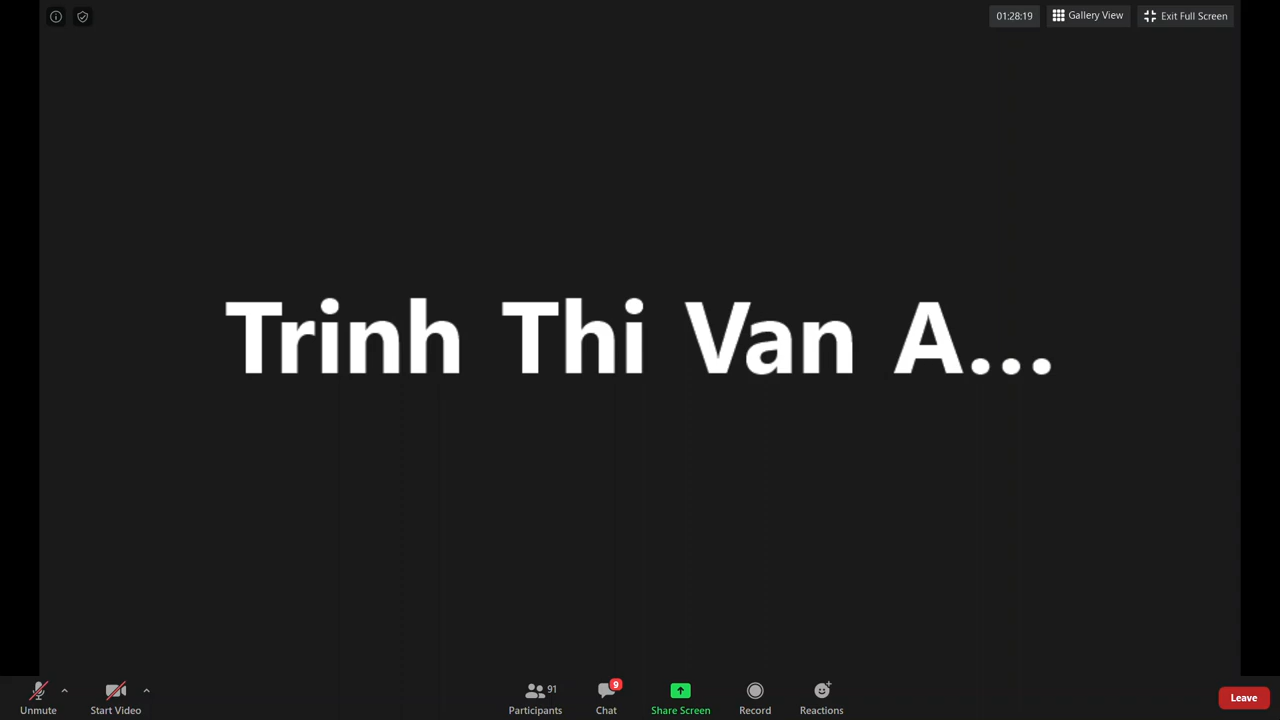 01:28:19 Gallery View Exit Full Screen
Trinh Thi Van A...
91 9
Unmute Start Video Participants Chat Share Screen Record Reactions Leave